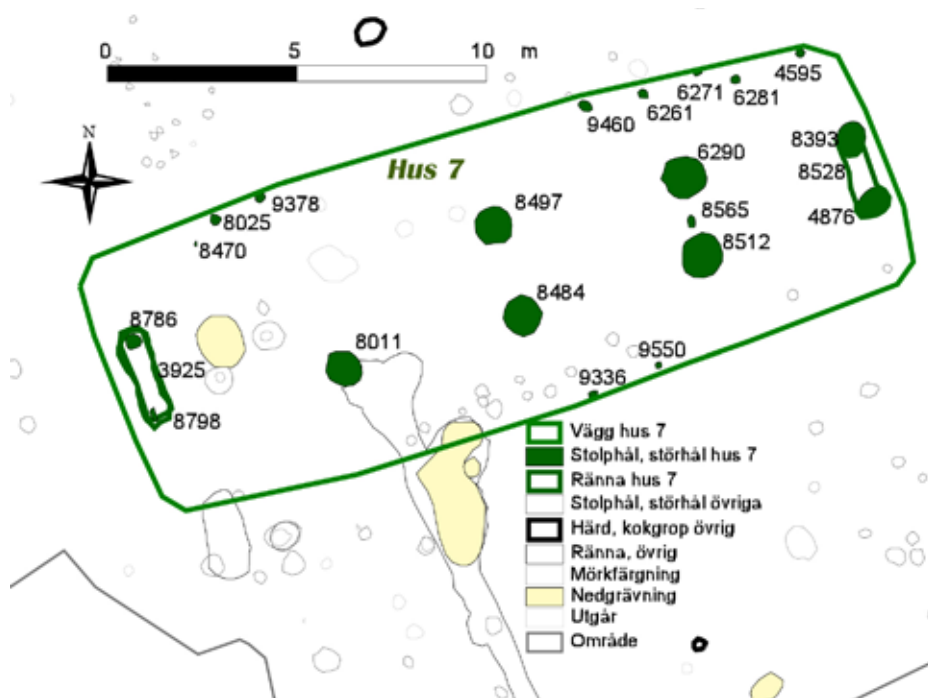 0 5 10 m
4595
6271
6281
6261
9460
N
8393
6290
Hus 7
8528
9378
8497
8565
4876
8025
8512
8470
8484
8786
8011
9550
3925
9336
8798
Vägg hus 7
Stolphål, störhål hus 7
Ränna hus 7
Stolphål, störhål övriga
Härd, kokgrop övrig
Ränna, övrig
Mörkfärgning
Nedgrävning
Utgår
Område